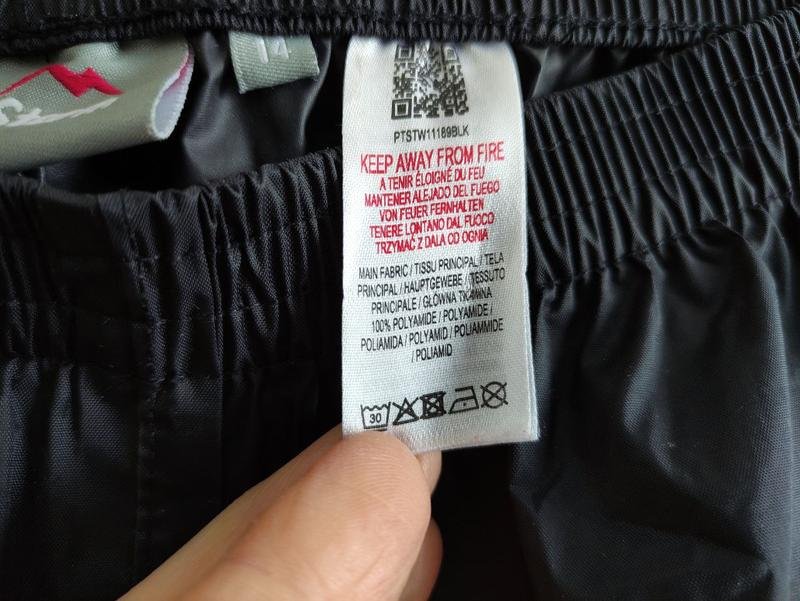 14
PTSTW11189BLK
KEEP AWAY FROM FIRE
A TENIR ÉLOIGNÉ DU FEU
MANTENER ALEJADO DEL FUEGO
VON FEUER FERNHALTEN
TENERE LONTANO DAL FUOCO
TRZYMAĆ Z DALA OD OGNIA
MAIN FABRIC / TISSU PRINCIPAL / TELA
PRINCIPAL / HAUPTGEWEBE / TESSUTO
PRINCIPALE / GŁÓWNA TKANINA
100% POLYAMIDE / POLYAMIDE /
POLIAMIDA / POLYAMID / POLIAMMIDE
/ POLIAMID
30